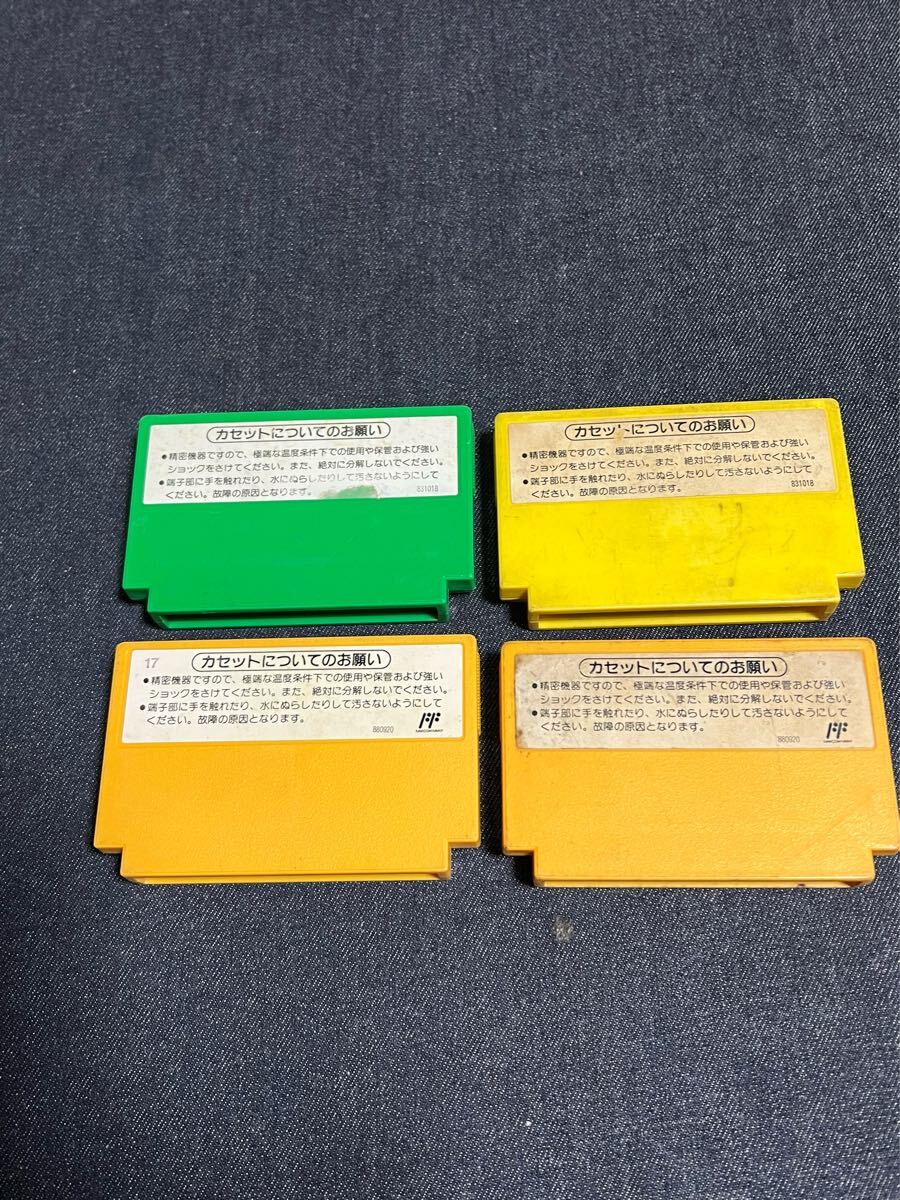 カセットについてのお願い
●精密機器ですので、極端な温度条件下での使用や保管および強い
ショックをさけてください。また、絶対に分解しないでください。
●端子部に手を触れたり、水にぬらしたりして汚さないようにして
ください。故障の原因となります。
831018
カセットについてのお願い
●精密機器ですので、極端な温度条件下での使用や保管および強い
ショックをさけてください。また、絶対に分解しないでください。
●端子部に手を触れたり、水にぬらしたりして汚さないようにして
ください。故障の原因となります。
831018
17
カセットについてのお願い
●精密機器ですので、極端な温度条件下での使用や保管および強い
ショックをさけてください。また、絶対に分解しないでください。
●端子部に手を触れたり、水にぬらしたりして汚さないようにして
ください。故障の原因となります。
880920
FF
カセットについてのお願い
●精密機器ですので、極端な温度条件下での使用や保管および強い
ショックをさけてください。また、絶対に分解しないでください。
●端子部に手を触れたり、水にぬらしたりして汚さないようにして
ください。故障の原因となります。
880920
FF